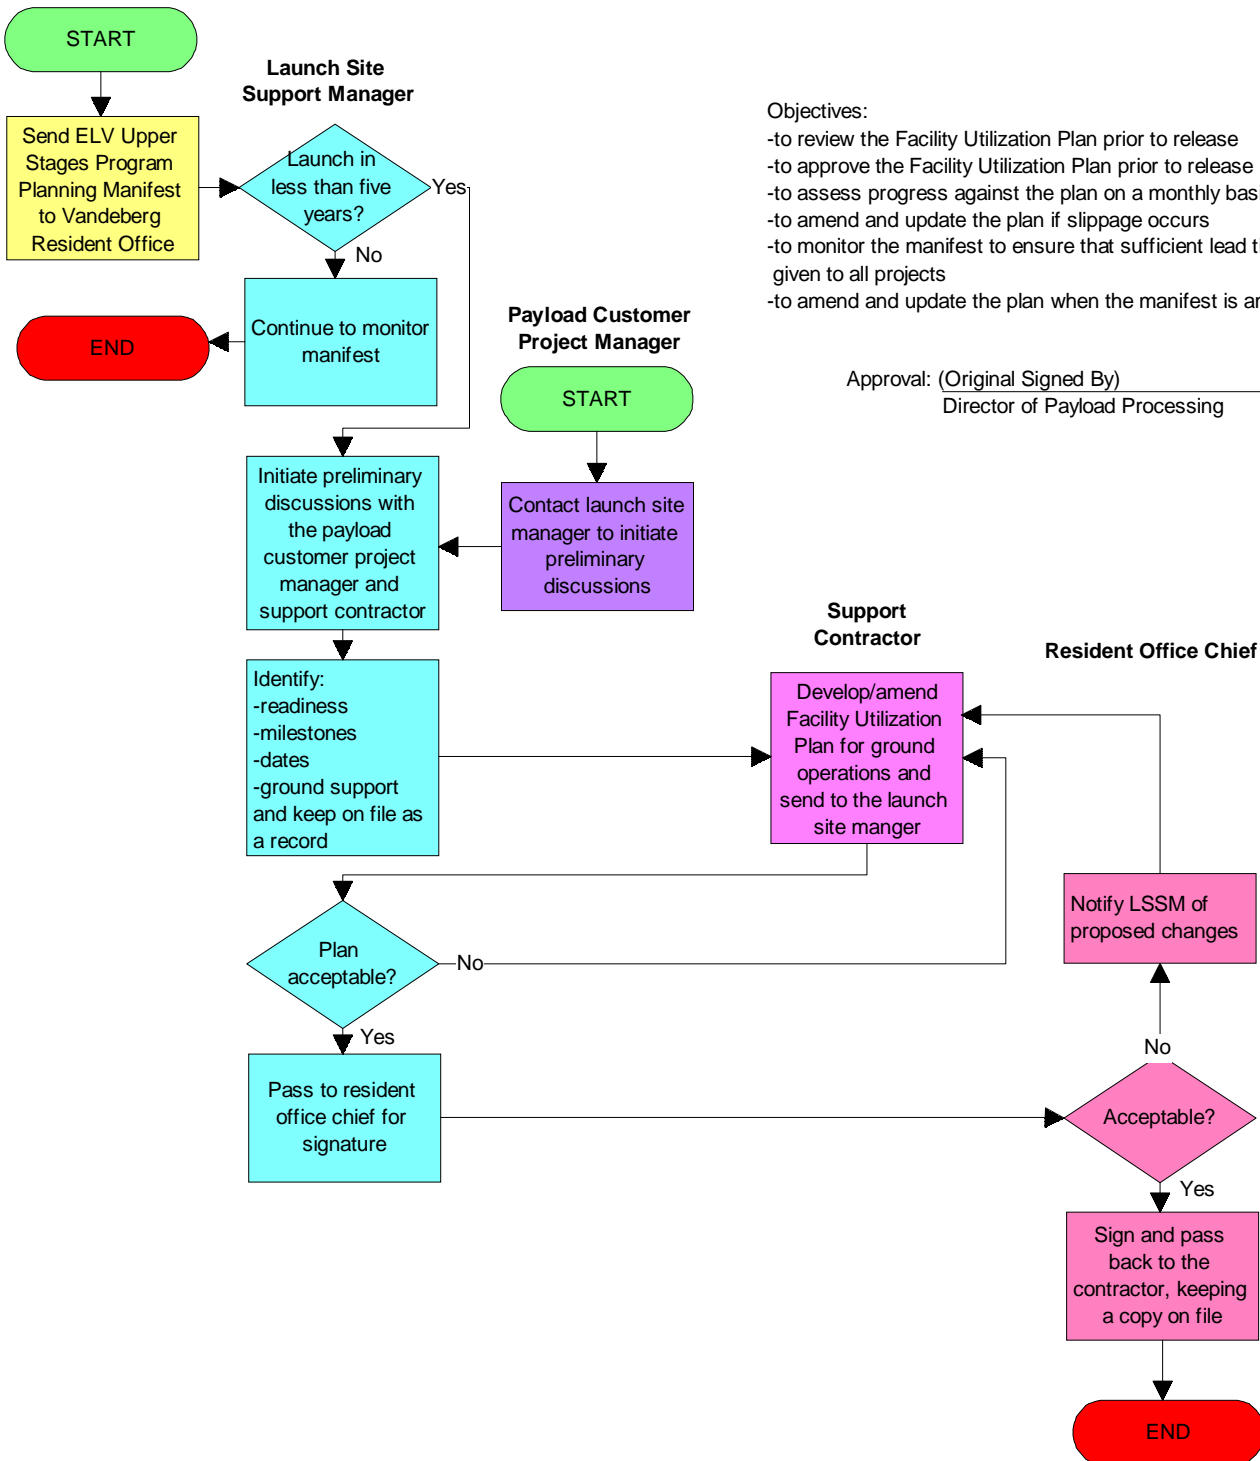 START
Launch Site
Support Manager
Send ELV Upper
Stages Program
Planning Manifest
to Vandeberg
Resident Office
Launch in
less than five
years?
Yes
No
Continue to monitor
manifest
END
Objectives:
-to review the Facility Utilization Plan prior to release
-to approve the Facility Utilization Plan prior to release
-to assess progress against the plan on a monthly
-to amend and update the plan if slippage occurs
-to monitor the manifest to ensure that sufficient lead
given to all projects
-to amend and update the plan when the manifest is
Approval: (Original Signed By)
Director of Payload Processing
Payload Customer
Project Manager
START
Contact launch site
manager to initiate
preliminary
discussions
Initiate preliminary
discussions with
the payload
customer project
manager and
support contractor
Identify:
-readiness
-milestones
-dates
-ground support
and keep on file as
a record
Support
Contractor
Develop/amend
Facility Utilization
Plan for ground
operations and
send to the launch
site manger
Resident Office Chief
Notify LSSM of
proposed changes
Plan
acceptable?
No
Yes
Pass to resident
office chief for
signature
No
Acceptable?
Yes
Sign and pass
back to the
contractor, keeping
a copy on file
END